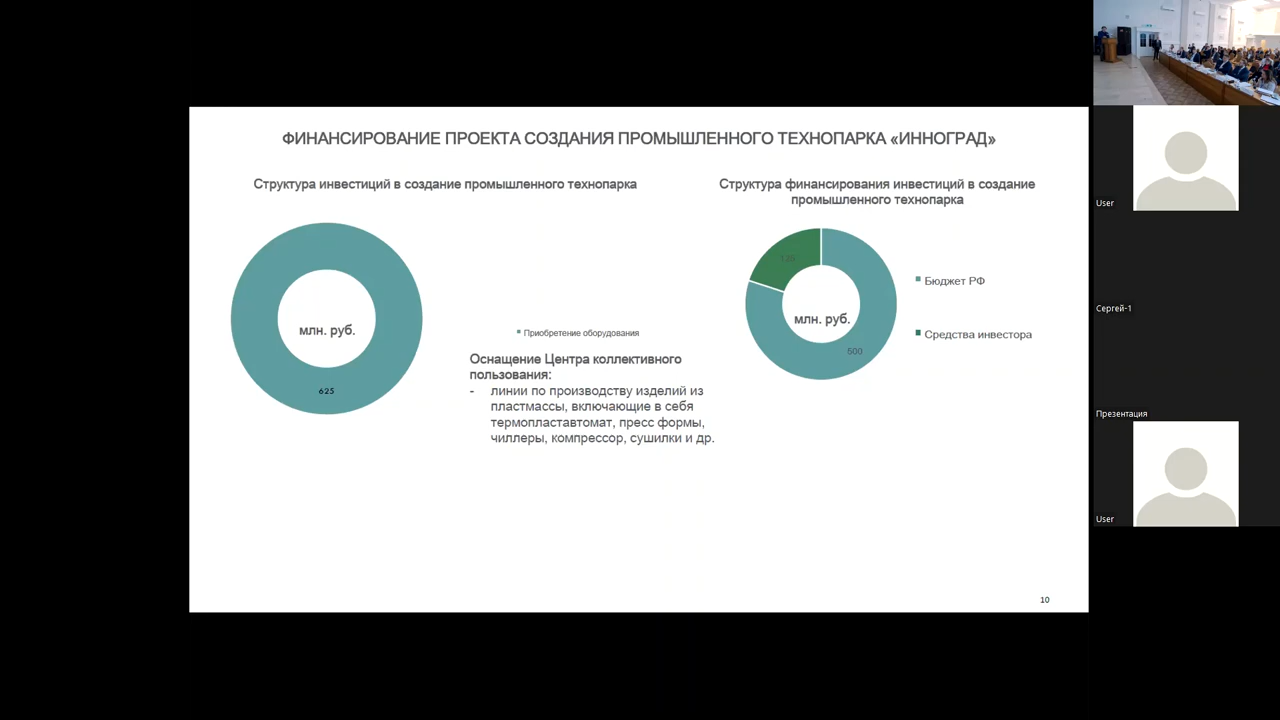 ФИНАНСИРОВАНИЕ ПРОЕКТА СОЗДАНИЯ ПРОМЫШЛЕННОГО ТЕХНОПАРКА «ИННОГРАД»
Структура инвестиций в создание промышленного технопарка
млн. руб.
625
▪ Приобретение оборудования
Оснащение Центра коллективного
пользования:
- линии по производству изделий из
пластмассы, включающие в себя
термопластавтомат, пресс формы,
чиллеры, компрессор, сушилки и др.
Структура финансирования инвестиций в создание
промышленного технопарка
125
млн. руб.
500
▪ Бюджет РФ
▪ Средства инвестора
10
User
Сергей-1
Презентация
User